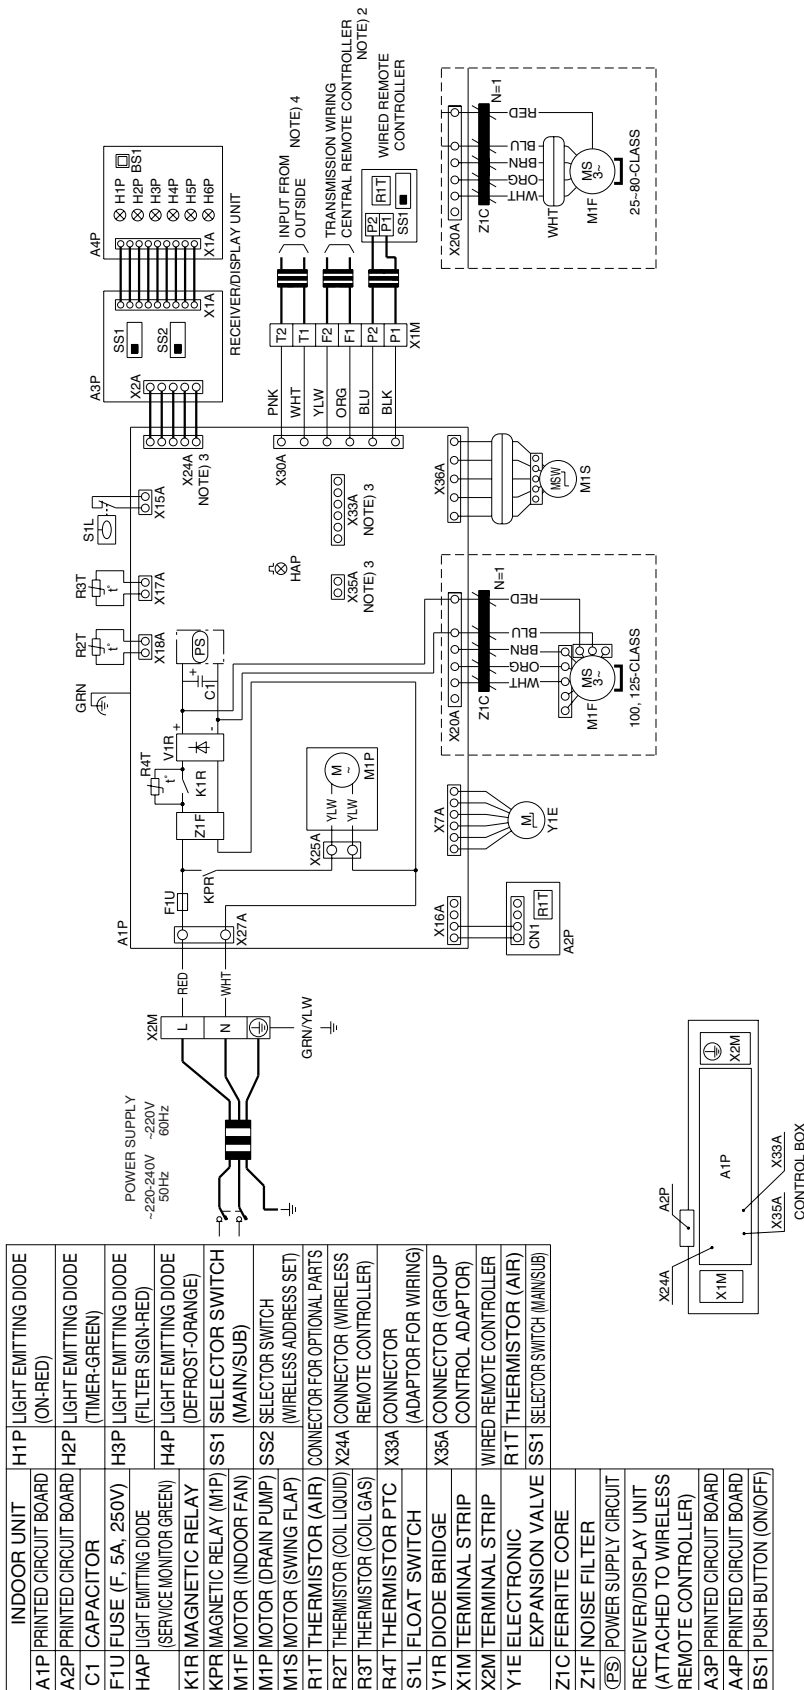 POWER SUPPLY
~220-240V ~220V
50Hz 60Hz
X2M
L
N
GRN/YLW
RED
WHT
X27A
A1P
F1U
KPR
Z1F
K1R
R4T
t°
V1R
+
-
C1
+
PS
X25A
YLW
YLW
M
~
M1P
HAP
GRN
R2T
t°
X18A
R3T
t°
X17A
S1L
X15A
X24A
NOTE) 3
X35A
NOTE) 3
X33A
NOTE) 3
A3P
X2A
SS1
SS2
X1A
A4P
X1A
BS1
H1P
H2P
H3P
H4P
H5P
H6P
RECEIVER/DISPLAY UNIT
X30A
PNK
WHT
YLW
ORG
BLU
BLK
T2
T1
F2
F1
P2
P1
X1M
INPUT FROM
OUTSIDE
NOTE) 4
TRANSMISSION WIRING
CENTRAL REMOTE CONTROLLER
NOTE) 2
WIRED REMOTE
CONTROLLER
P2
P1
R1T
SS1
X16A
CN1
R1T
A2P
X7A
M
Y1E
X20A
Z1C
N=1
WHT
ORG
BRN
BLU
RED
MS
3~
M1F
100, 125-CLASS
X36A
MSW
M1S
X20A
Z1C
N=1
WHT
ORG
BRN
BLU
RED
WHT
MS
3~
M1F
25~80-CLASS
INDOOR UNIT
A1P PRINTED CIRCUIT BOARD
A2P PRINTED CIRCUIT BOARD
C1 CAPACITOR
F1U FUSE (F, 5A, 250V)
HAP LIGHT EMITTING DIODE
(SERVICE MONITOR GREEN)
K1R MAGNETIC RELAY
KPR MAGNETIC RELAY (M1P)
M1F MOTOR (INDOOR FAN)
M1P MOTOR (DRAIN PUMP)
M1S MOTOR (SWING FLAP)
R1T THERMISTOR (AIR)
R2T THERMISTOR (COIL LIQUID)
R3T THERMISTOR (COIL GAS)
R4T THERMISTOR PTC
S1L FLOAT SWITCH
V1R DIODE BRIDGE
X1M TERMINAL STRIP
X2M TERMINAL STRIP
Y1E ELECTRONIC
EXPANSION VALVE
Z1C FERRITE CORE
Z1F NOISE FILTER
PS POWER SUPPLY CIRCUIT
RECEIVER/DISPLAY UNIT
(ATTACHED TO WIRELESS
REMOTE CONTROLLER)
A3P PRINTED CIRCUIT BOARD
A4P PRINTED CIRCUIT BOARD
BS1 PUSH BUTTON (ON/OFF)
H1P LIGHT EMITTING DIODE
(ON-RED)
H2P LIGHT EMITTING DIODE
(TIMER-GREEN)
H3P LIGHT EMITTING DIODE
(FILTER SIGN-RED)
H4P LIGHT EMITTING DIODE
(DEFROST-ORANGE)
SS1 SELECTOR SWITCH
(MAIN/SUB)
SS2 SELECTOR SWITCH
(WIRELESS ADDRESS SET)
CONNECTOR FOR OPTIONAL PARTS
X24A CONNECTOR (WIRELESS
REMOTE CONTROLLER)
X33A CONNECTOR
(ADAPTOR FOR WIRING)
X35A CONNECTOR (GROUP
CONTROL ADAPTOR)
WIRED REMOTE CONTROLLER
R1T THERMISTOR (AIR)
SS1 SELECTOR SWITCH (MAIN/SUB)
X24A
A2P
X1M
A1P
X2M
X35A
X33A
CONTROL BOX